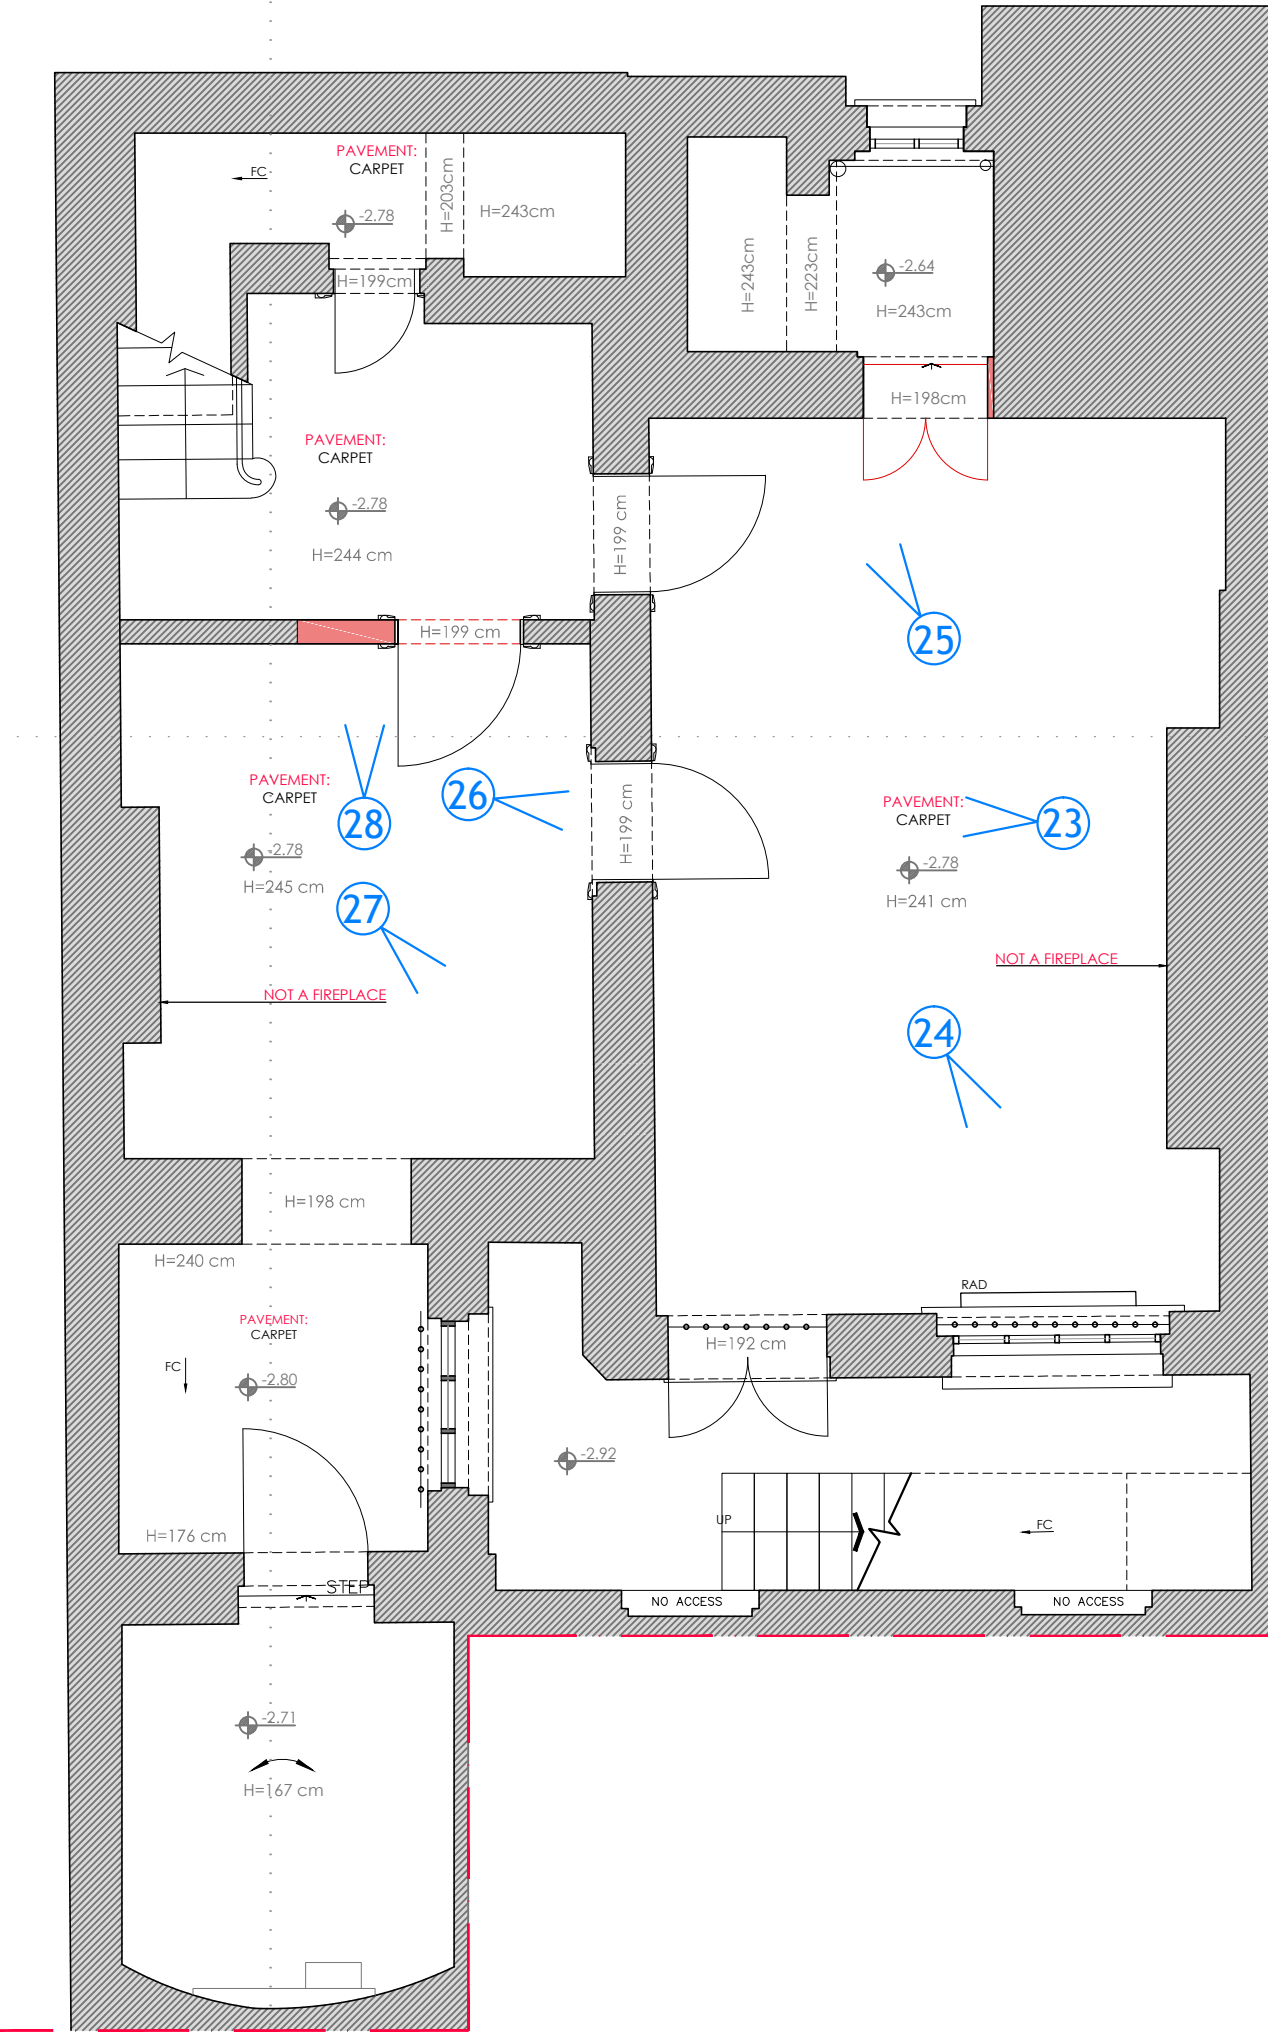 PAVEMENT:
CARPET
FC
-2.78
H=203cm
H=243cm
H=199cm
H=243cm
H=223cm
-2.64
H=243cm
H=198cm
PAVEMENT:
CARPET
-2.78
H=244 cm
H=199 cm
H=199 cm
25
PAVEMENT:
CARPET
28
26
-2.78
H=245 cm
27
NOT A FIREPLACE
H=199 cm
PAVEMENT:
CARPET
23
-2.78
H=241 cm
NOT A FIREPLACE
24
H=198 cm
H=240 cm
PAVEMENT:
CARPET
FC
-2.80
H=176 cm
STEP
RAD
H=192 cm
-2.92
UP
FC
NO ACCESS
NO ACCESS
-2.71
H=167 cm